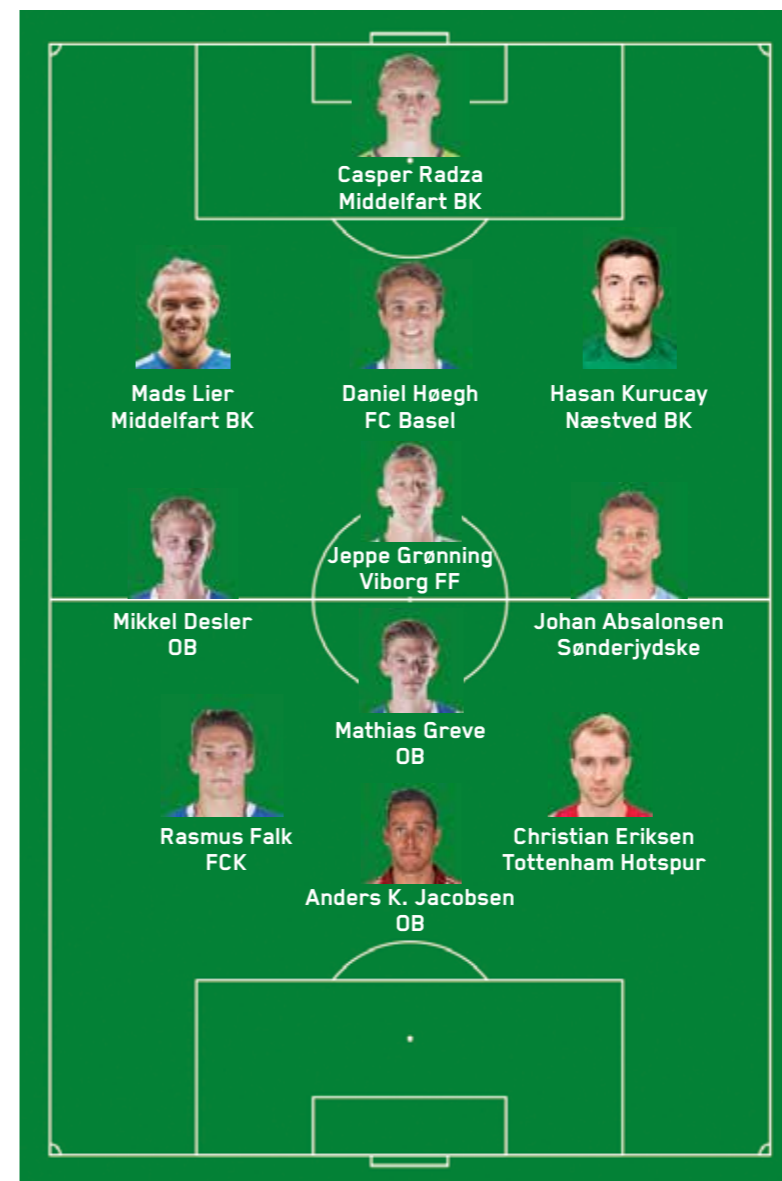 Casper Radza
Middelfart BK
Mads Lier
Middelfart BK
Daniel Høegh
FC Basel
Hasan Kurucay
Næstved BK
Jeppe Grønning
Viborg FF
Mikkel Desler
OB
Johan Absalonsen
Sønderjydske
Mathias Greve
OB
Rasmus Falk
FCK
Christian Eriksen
Tottenham Hotspur
Anders K. Jacobsen
OB